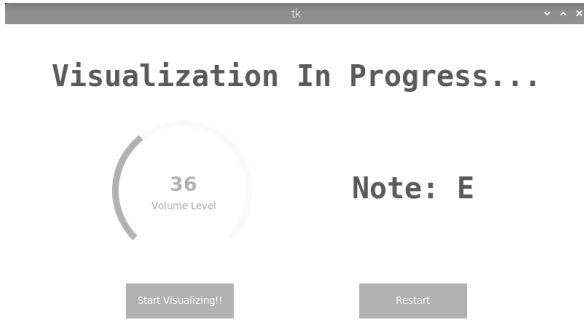 tk
Visualization In Progress...
36
Volume Level
Note: E
Start Visualizing!!
Restart